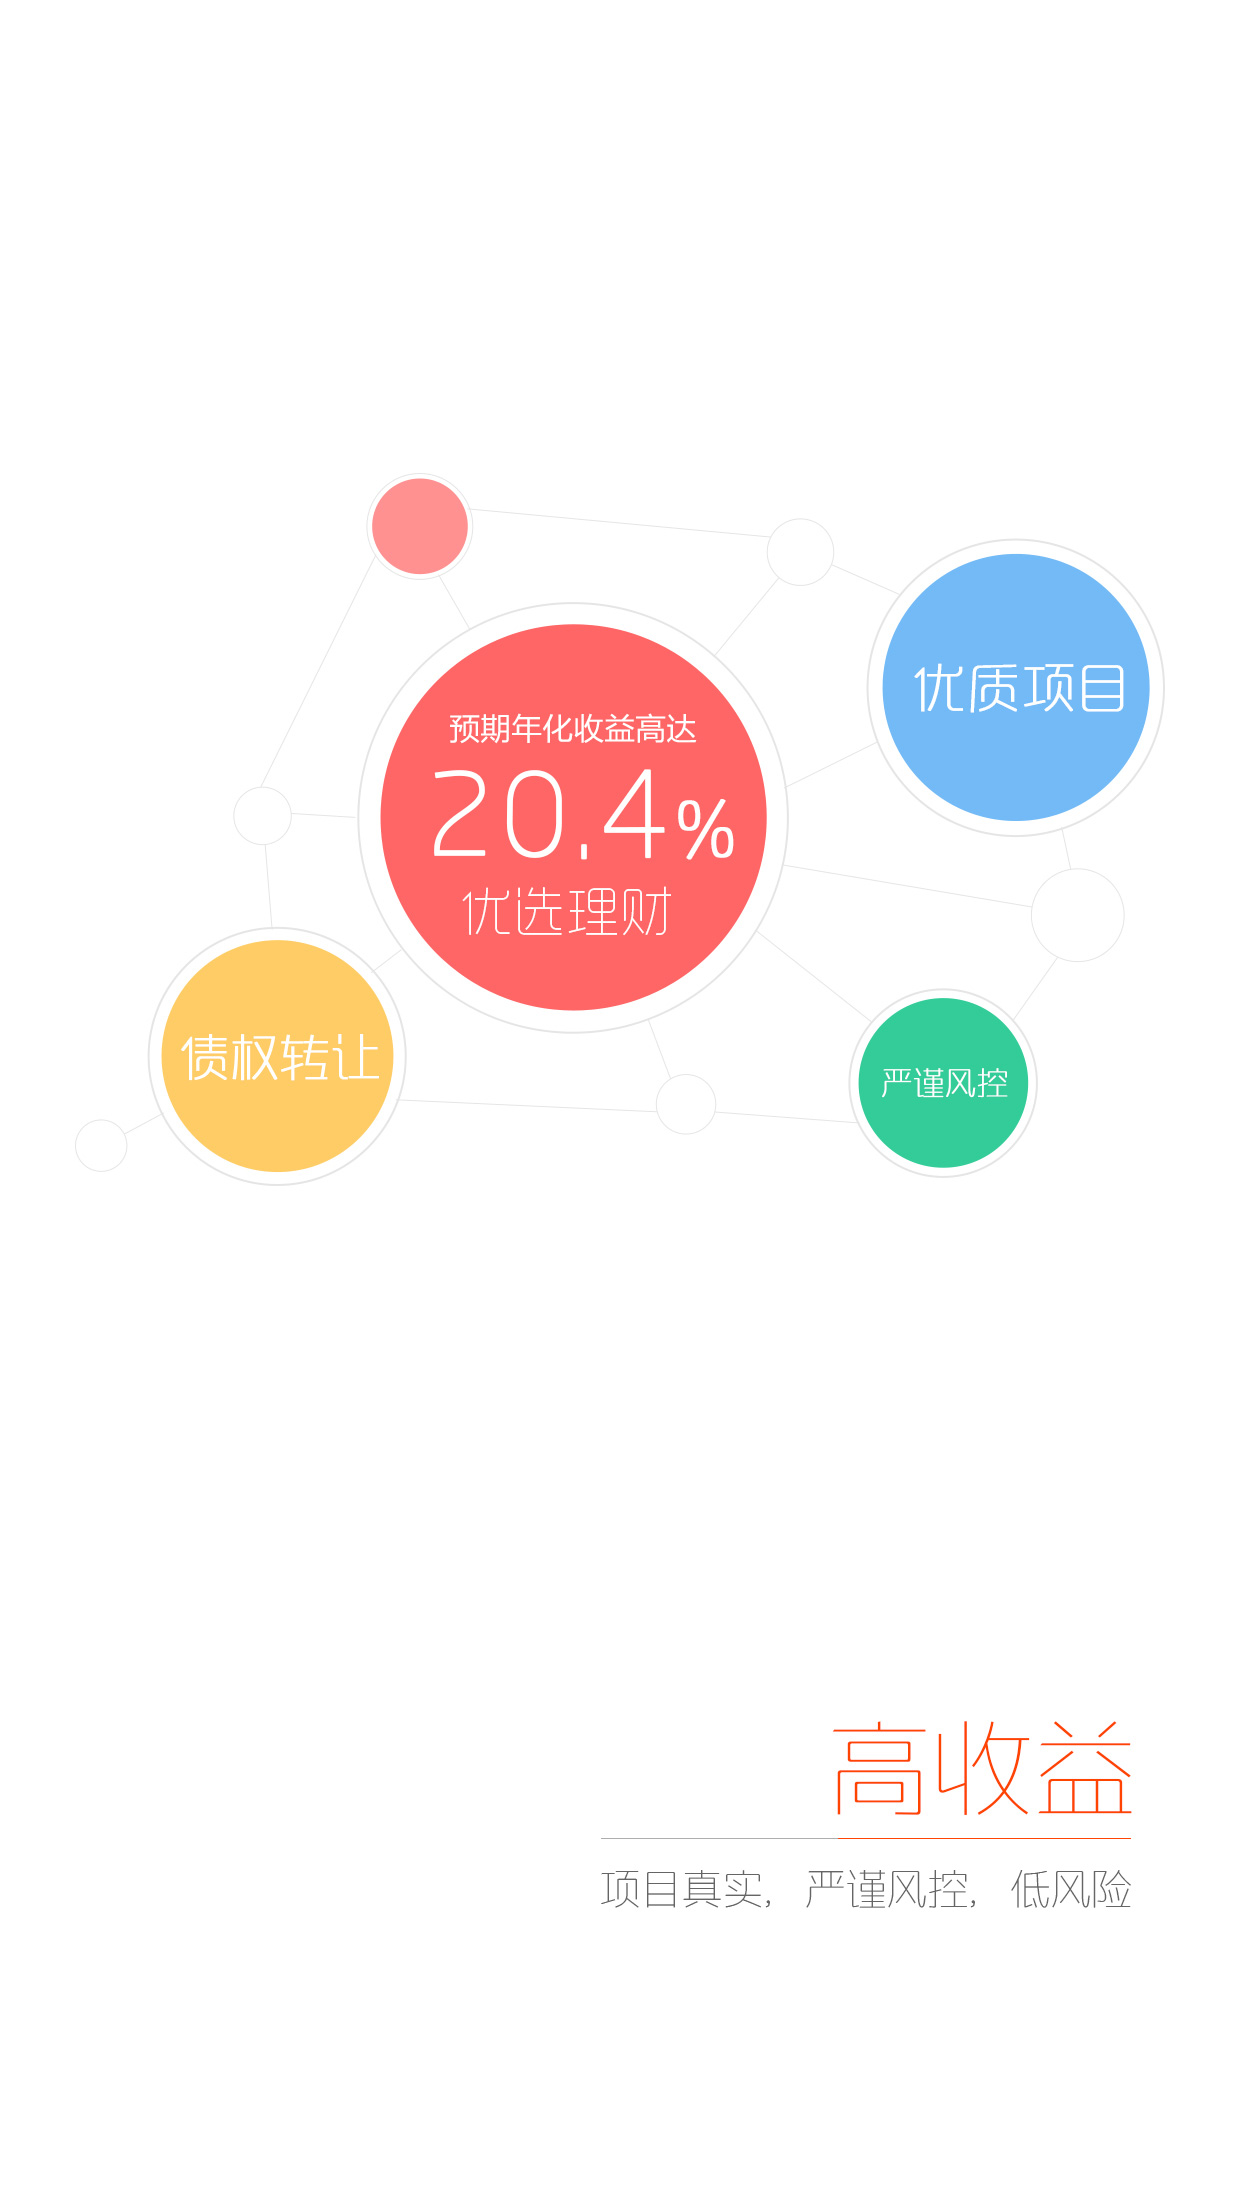 优质项目
预期年化收益高达
20.4%
优选理财
债权转让
严谨风控
高收益
项目真实，严谨风控，低风险